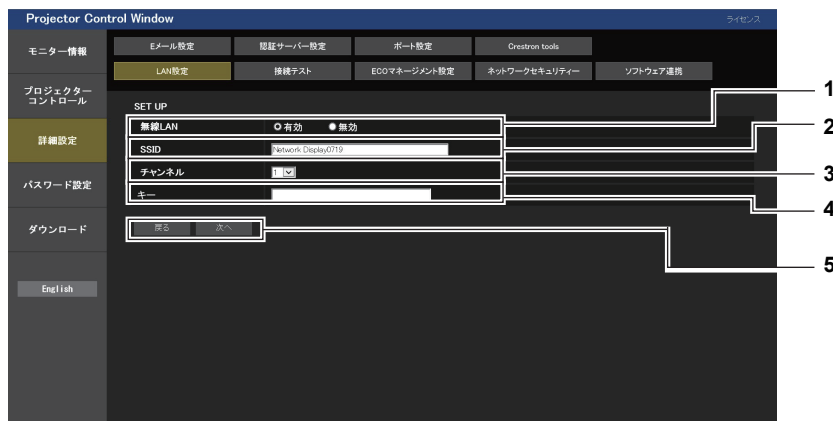 Projector Control Window
ライセンス
モニター情報
プロジェクター
コントロール
詳細設定
パスワード設定
ダウンロード
English
Eメール設定
認証サーバー設定
ポート設定
Crestron tools
LAN設定
接続テスト
ECOマネージメント設定
ネットワークセキュリティー
ソフトウェア連携
SET UP
無線LAN 有効 無効
SSID Network Display0719
チャンネル 1
キー
戻る 次へ
1
2
3
4
5